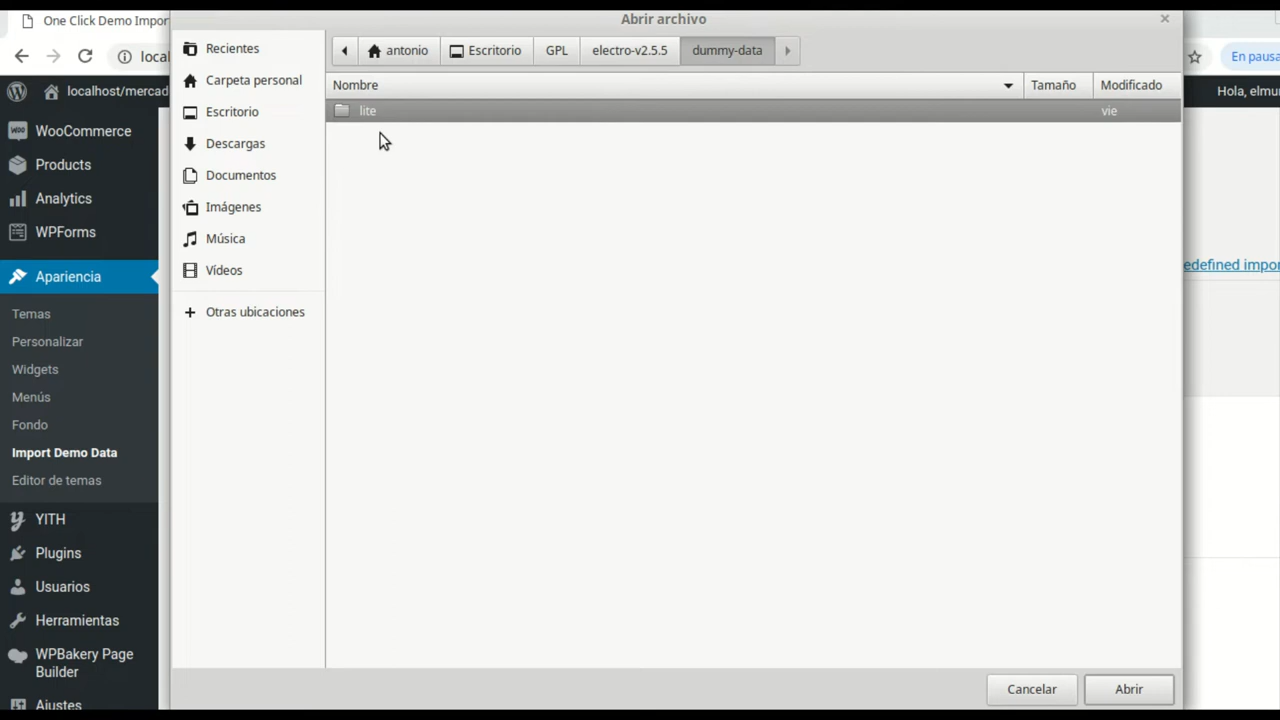 One Click Demo Impor
Abrir archivo
local
En pausa
localhost/mercad
Hola, elmu
WooCommerce
Products
Analytics
WPForms
Apariencia
Temas
Personalizar
Widgets
Menús
Fondo
Import Demo Data
Editor de temas
YITH
Plugins
Usuarios
Herramientas
WPBakery Page
Builder
Ajustes
Recientes
Carpeta personal
Escritorio
Descargas
Documentos
Imágenes
Música
Vídeos
Otras ubicaciones
antonio Escritorio GPL electro-v2.5.5 dummy-data
Nombre Tamaño Modificado
lite vie
edefined impor
Cancelar Abrir